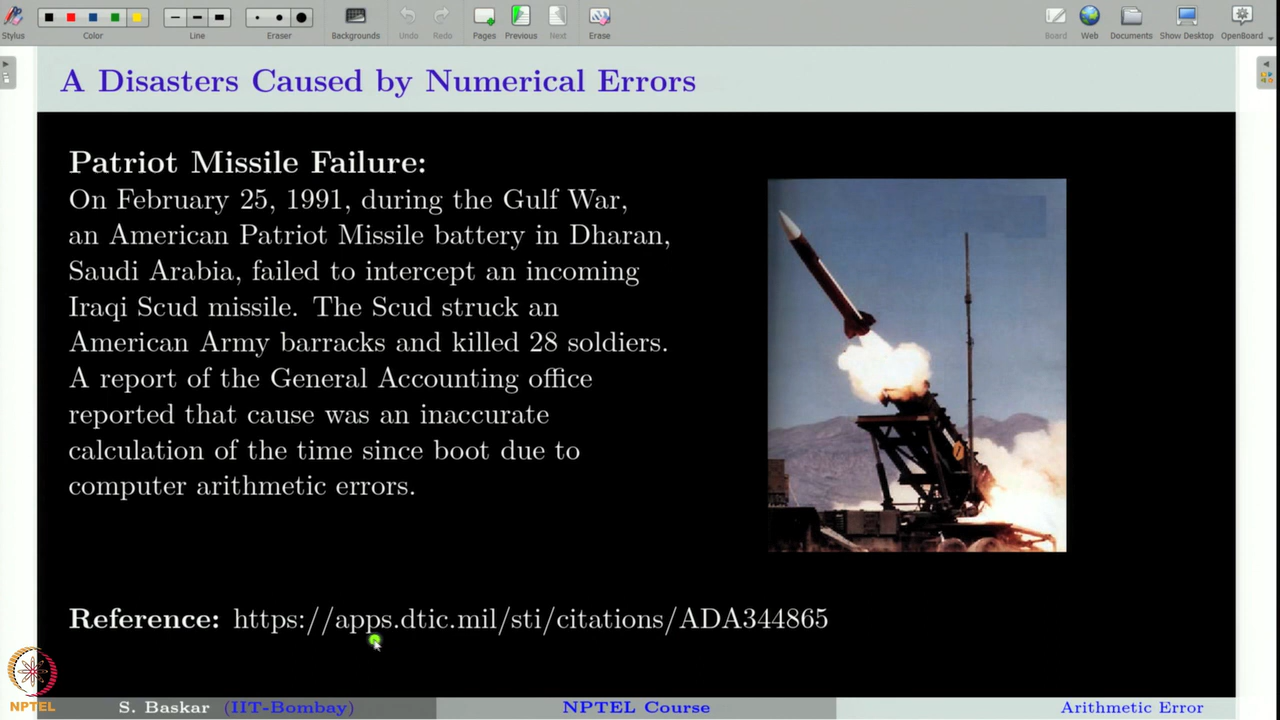 Stylus
Color
Line
Eraser
Backgrounds
Undo
Redo
Pages
Previous
Next
Erase
Board
Web
Documents
Show Desktop
OpenBoard
A Disasters Caused by Numerical Errors
Patriot Missile Failure:
On February 25, 1991, during the Gulf War,
an American Patriot Missile battery in Dharan,
Saudi Arabia, failed to intercept an incoming
Iraqi Scud missile. The Scud struck an
American Army barracks and killed 28 soldiers.
A report of the General Accounting office
reported that cause was an inaccurate
calculation of the time since boot due to
computer arithmetic errors.
Reference: https://apps.dtic.mil/sti/citations/ADA344865
NPTEL
S. Baskar (IIT-Bombay)
NPTEL Course
Arithmetic Error